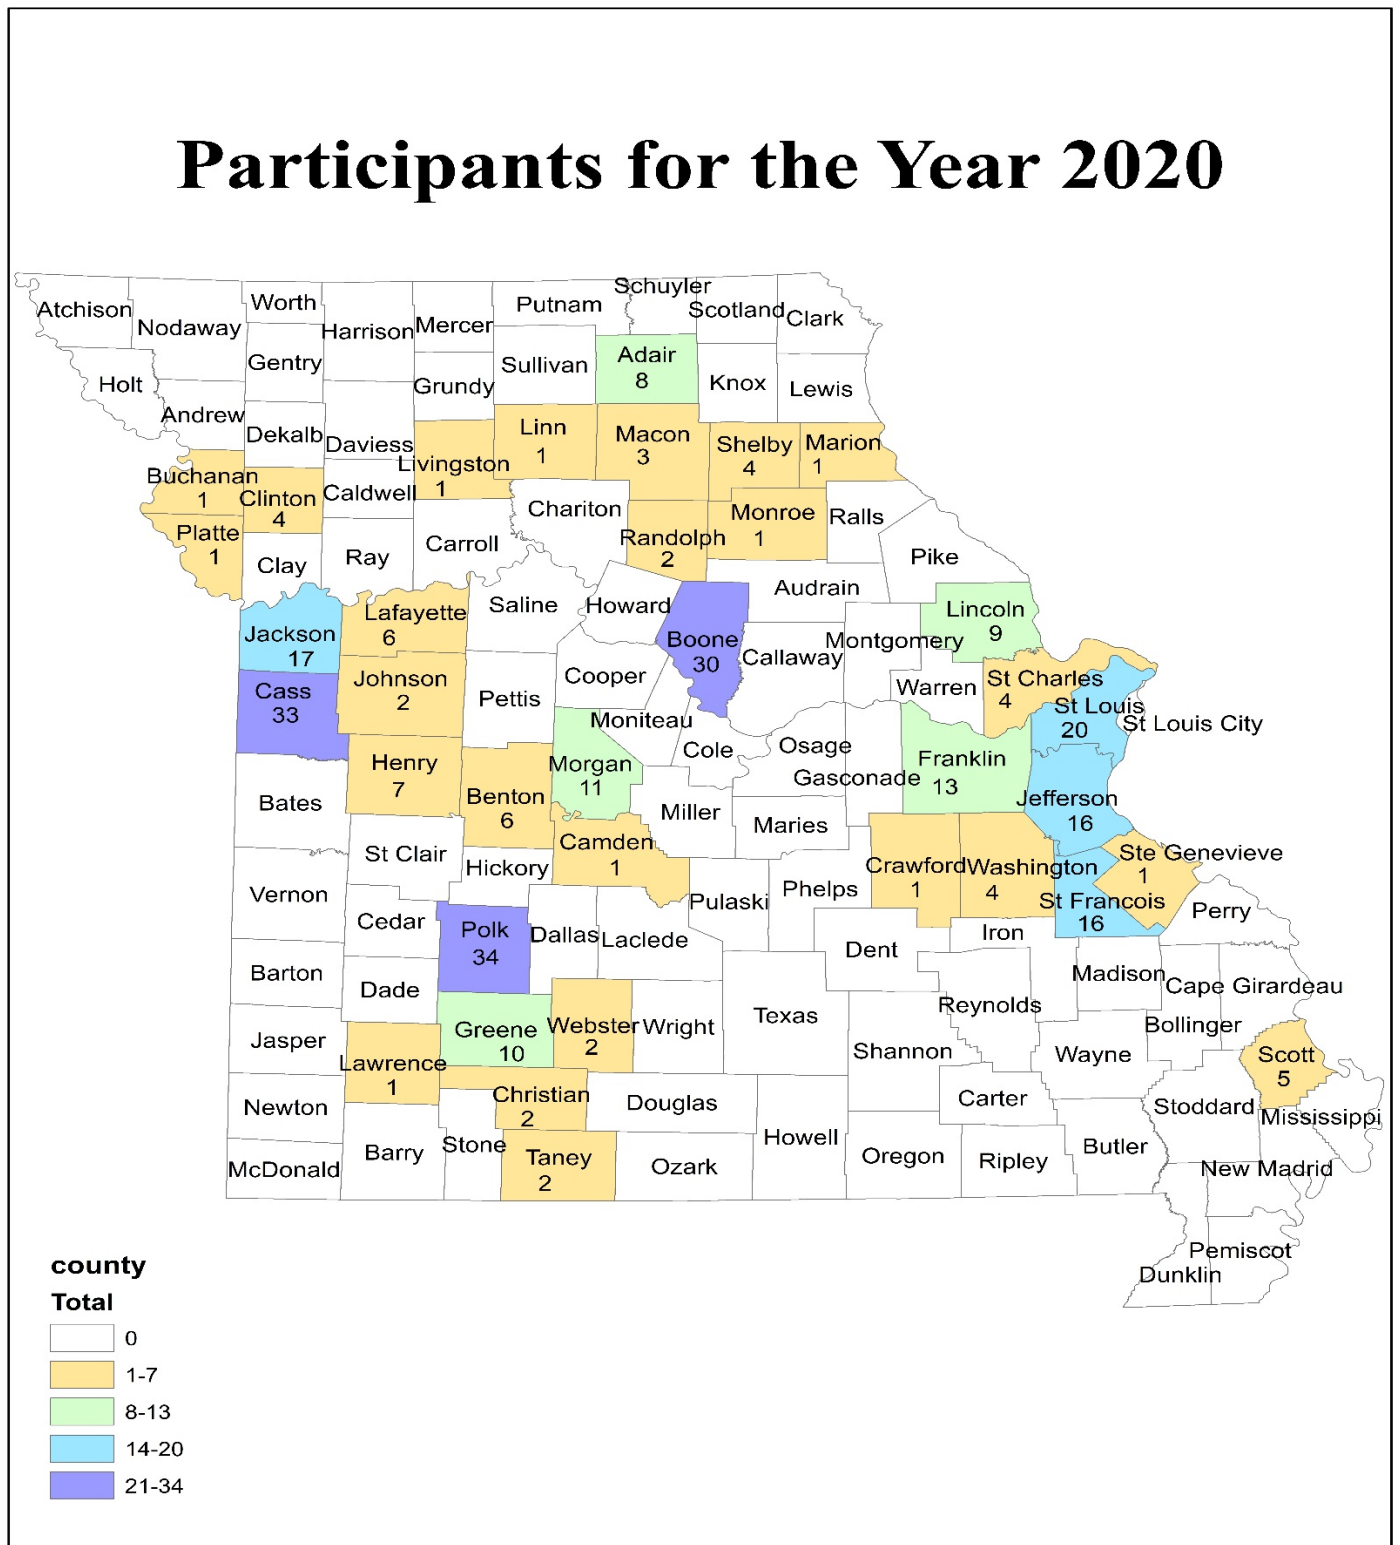 Participants for the Year 2020
Schuyler
Atchison
Worth
Putnam
Scotland
Clark
Nodaway
Harrison
Mercer
Adair
8
Gentry
Sullivan
Holt
Grundy
Knox
Lewis
Andrew
Dekalb
Daviess
Linn
1
Macon
3
Shelby
4
Marion
1
Livingston
1
Buchanan
1
Clinton
4
Caldwell
Chariton
Monroe
1
Ralls
Platte
1
Randolph
2
Carroll
Clay
Ray
Pike
Audrain
Lafayette
6
Saline
Howard
Lincoln
9
Jackson
17
Boone
30
Montgomery
Callaway
Cass
33
Johnson
2
Cooper
St Charles
4
Warren
Pettis
St Louis
20
St Louis City
Moniteau
Cole
Osage
Henry
7
Morgan
11
Gasconade
Franklin
13
Bates
Benton
6
Jefferson
16
Miller
Maries
St Clair
Camden
1
Ste Genevieve
1
Hickory
Crawford
1
Washington
4
Vernon
Pulaski
Phelps
St Francois
16
Perry
Cedar
Polk
34
Dallas
Laclede
Iron
Dent
Barton
Dade
Madison
Cape Girardeau
Reynolds
Texas
Jasper
Greene
10
Webster
2
Wright
Bollinger
Shannon
Wayne
Scott
5
Lawrence
1
Newton
Christian
2
Douglas
Carter
Stoddard
Mississippi
Barry
Stone
Howell
Butler
McDonald
Taney
2
Ozark
Oregon
Ripley
New Madrid
Pemiscot
Dunklin
county
Total
0
1-7
8-13
14-20
21-34